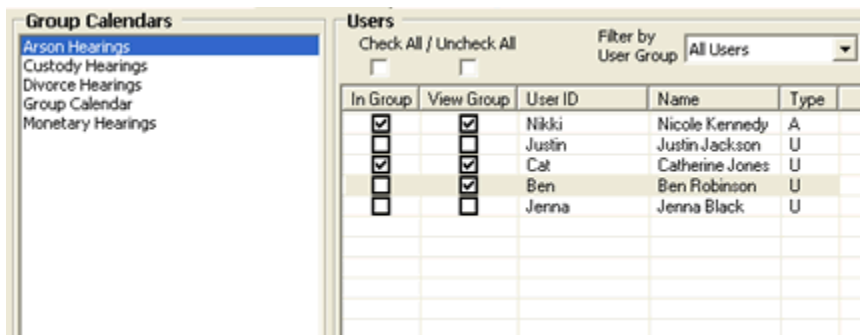 Group Calendars
Arson Hearings
Custody Hearings
Divorce Hearings
Group Calendar
Monetary Hearings
Users
Check All / Uncheck All
Filter by
User Group
All Users
In Group View Group User ID Name Type
Nikki Nicole Kennedy A
Justin Justin Jackson U
Cat Catherine Jones U
Ben Ben Robinson U
Jenna Jenna Black U